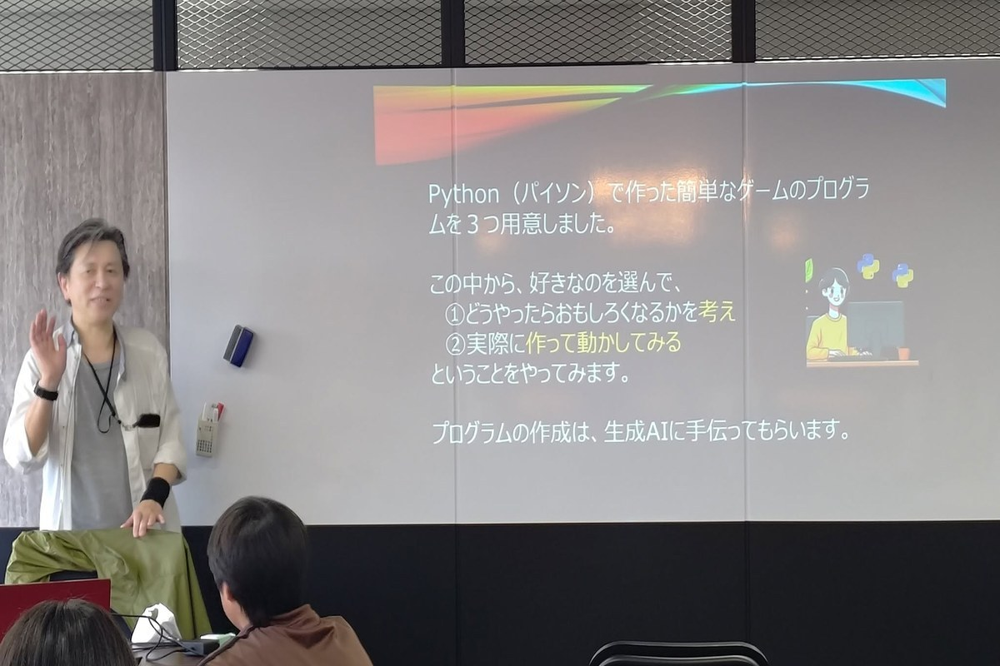 Python（パイソン）で作った簡単なゲームのプログラ
ムを３つ用意しました。
この中から、好きなのを選んで、
①どうやったらおもしろくなるかを考え
②実際に作って動かしてみる
ということをやってみます。
プログラムの作成は、生成AIに手伝ってもらいます。